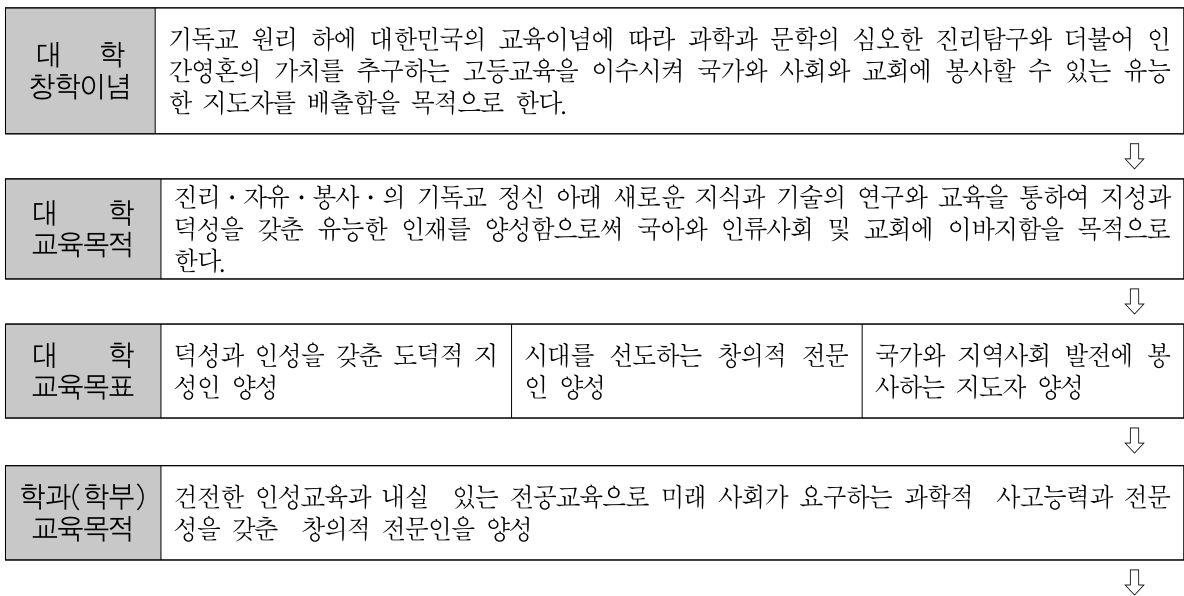 대 학
창학이념
기독교 원리 하에 대한민국의 교육이념에 따라 과학과 문학의 심오한 진리탐구와 더불어 인
간영혼의 가치를 추구하는 고등교육을 이수시켜 국가와 사회와 교회에 봉사할 수 있는 유능
한 지도자를 배출함을 목적으로 한다.
⇩
대 학
교육목적
진리·자유·봉사·의 기독교 정신 아래 새로운 지식과 기술의 연구와 교육을 통하여 지성과
덕성을 갖춘 유능한 인재를 양성함으로써 국아와 인류사회 및 교회에 이바지함을 목적으로
한다.
⇩
대 학
교육목표
덕성과 인성을 갖춘 도덕적 지
성인 양성
시대를 선도하는 창의적 전문
인 양성
국가와 지역사회 발전에 봉
사하는 지도자 양성
⇩
학과(학부)
교육목적
건전한 인성교육과 내실 있는 전공교육으로 미래 사회가 요구하는 과학적 사고능력과 전문
성을 갖춘 창의적 전문인을 양성
⇩